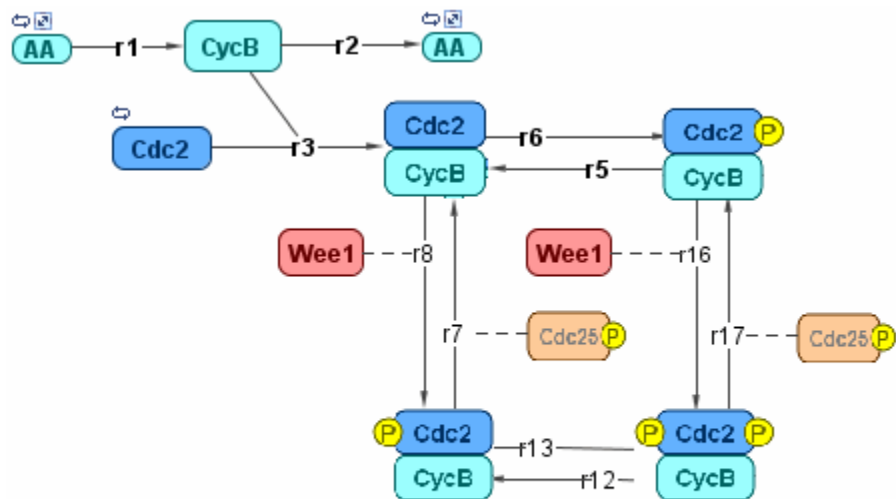 AA r1 CycB r2 AA
Cdc2 r3 Cdc2 r6 Cdc2 P
CycB r5 CycB
Wee1 r8 Wee1 r16
r7 Cdc25 P r17 Cdc25 P
P Cdc2 r13 P Cdc2 P
CycB r12 CycB